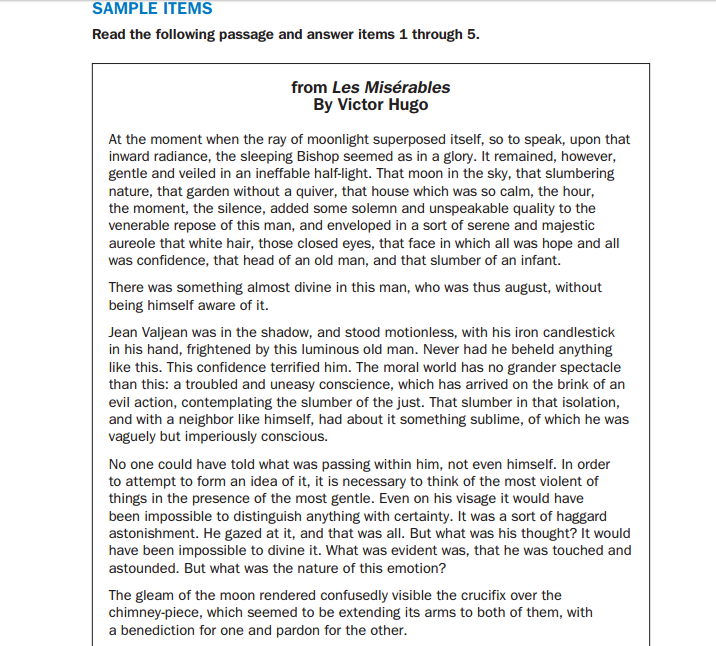 SAMPLE ITEMS
Read the following passage and answer items 1 through 5.
from Les Misérables
By Victor Hugo
At the moment when the ray of moonlight superposed itself, so to speak, upon that
inward radiance, the sleeping Bishop seemed as in a glory. It remained, however,
gentle and veiled in an ineffable half-light. That moon in the sky, that slumbering
nature, that garden without a quiver, that house which was so calm, the hour,
the moment, the silence, added some solemn and unspeakable quality to the
venerable repose of this man, and enveloped in a sort of serene and majestic
aureole that white hair, those closed eyes, that face in which all was hope and all
was confidence, that head of an old man, and that slumber of an infant.
There was something almost divine in this man, who was thus august, without
being himself aware of it.
Jean Valjean was in the shadow, and stood motionless, with his iron candlestick
in his hand, frightened by this luminous old man. Never had he beheld anything
like this. This confidence terrified him. The moral world has no grander spectacle
than this: a troubled and uneasy conscience, which has arrived on the brink of an
evil action, contemplating the slumber of the just. That slumber in that isolation,
and with a neighbor like himself, had about it something sublime, of which he was
vaguely but imperiously conscious.
No one could have told what was passing within him, not even himself. In order
to attempt to form an idea of it, it is necessary to think of the most violent of
things in the presence of the most gentle. Even on his visage it would have
been impossible to distinguish anything with certainty. It was a sort of haggard
astonishment. He gazed at it, and that was all. But what was his thought? It would
have been impossible to divine it. What was evident was, that he was touched and
astounded. But what was the nature of this emotion?
The gleam of the moon rendered confusedly visible the crucifix over the
chimney-piece, which seemed to be extending its arms to both of them, with
a benediction for one and pardon for the other.